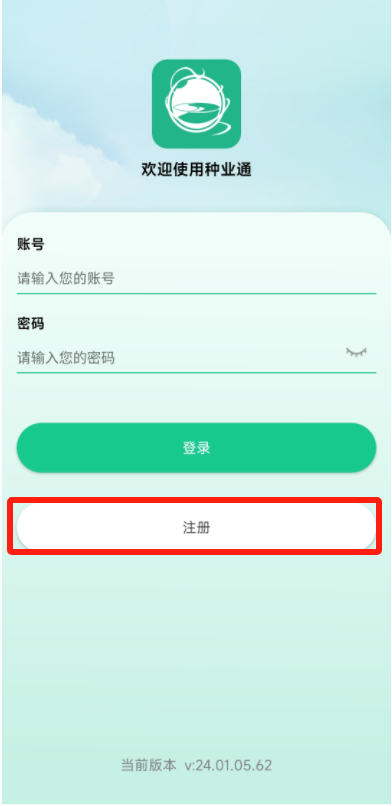 欢迎使用种业通
账号
请输入您的账号
密码
请输入您的密码
登录
注册
当前版本 v:24.01.05.62